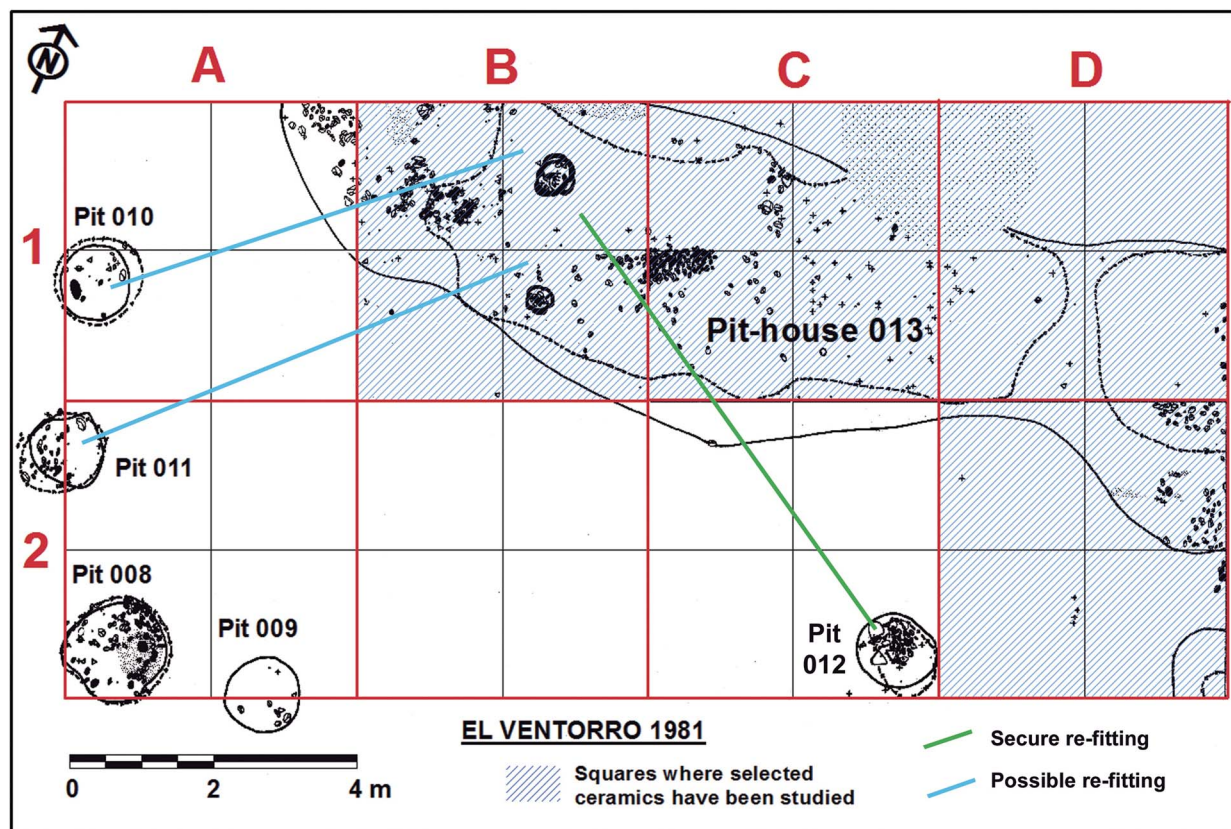 N
A B C D
Pit 010
1
Pit-house 013
Pit 011
2
Pit 008
Pit 009
Pit
012
EL VENTORRO 1981
Squares where selected
ceramics have been studied
Secure re-fitting
Possible re-fitting
0 2 4 m